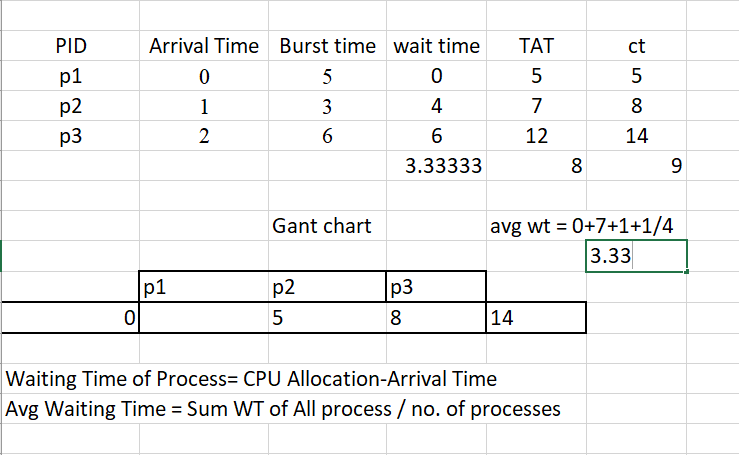 PID Arrival Time Burst time wait time TAT ct
p1 0 5 0 5 5
p2 1 3 4 7 8
p3 2 6 6 12 14
3.33333 8 9
Gant chart avg wt = 0+7+1+1/4
3.33
p1 p2 p3
0 5 8 14
Waiting Time of Process= CPU Allocation-Arrival Time
Avg Waiting Time = Sum WT of All process / no. of processes